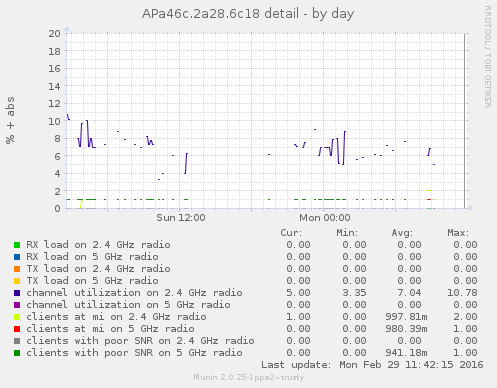 APa46c.2a28.6c18 detail - by day
RRDTOOL / TOBI OETIKER
% + abs
20
18
16
14
12
10
8
6
4
2
0
Sun 12:00 Mon 00:00
Cur: Min: Avg: Max:
RX load on 2.4 GHz radio 0.00 0.00 0.00 0.00
RX load on 5 GHz radio 0.00 0.00 0.00 0.00
TX load on 2.4 GHz radio 0.00 0.00 0.00 0.00
TX load on 5 GHz radio 0.00 0.00 0.00 0.00
channel utilization on 2.4 GHz radio 5.00 3.35 7.04 10.78
channel utilization on 5 GHz radio 0.00 0.00 0.00 0.00
clients at mi on 2.4 GHz radio 1.00 0.00 997.81m 2.00
clients at mi on 5 GHz radio 0.00 0.00 980.39m 1.00
clients with poor SNR on 2.4 GHz radio 0.00 0.00 0.00 0.00
clients with poor SNR on 5 GHz radio 0.00 0.00 941.18m 1.00
Last update: Mon Feb 29 11:42:15 2016
Munin 2.0.25-1ppa2~trusty